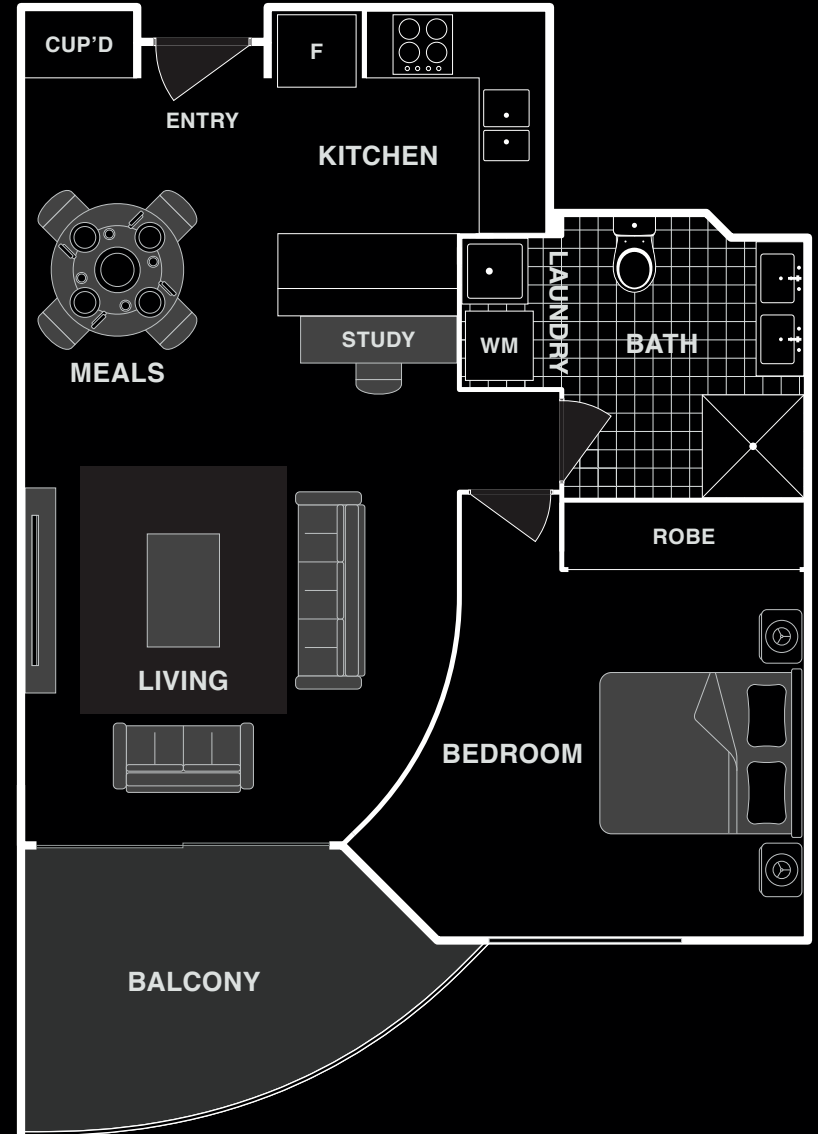 CUP’D
F
ENTRY
KITCHEN
LAUNDRY
STUDY
WM
BATH
MEALS
ROBE
LIVING
BEDROOM
BALCONY